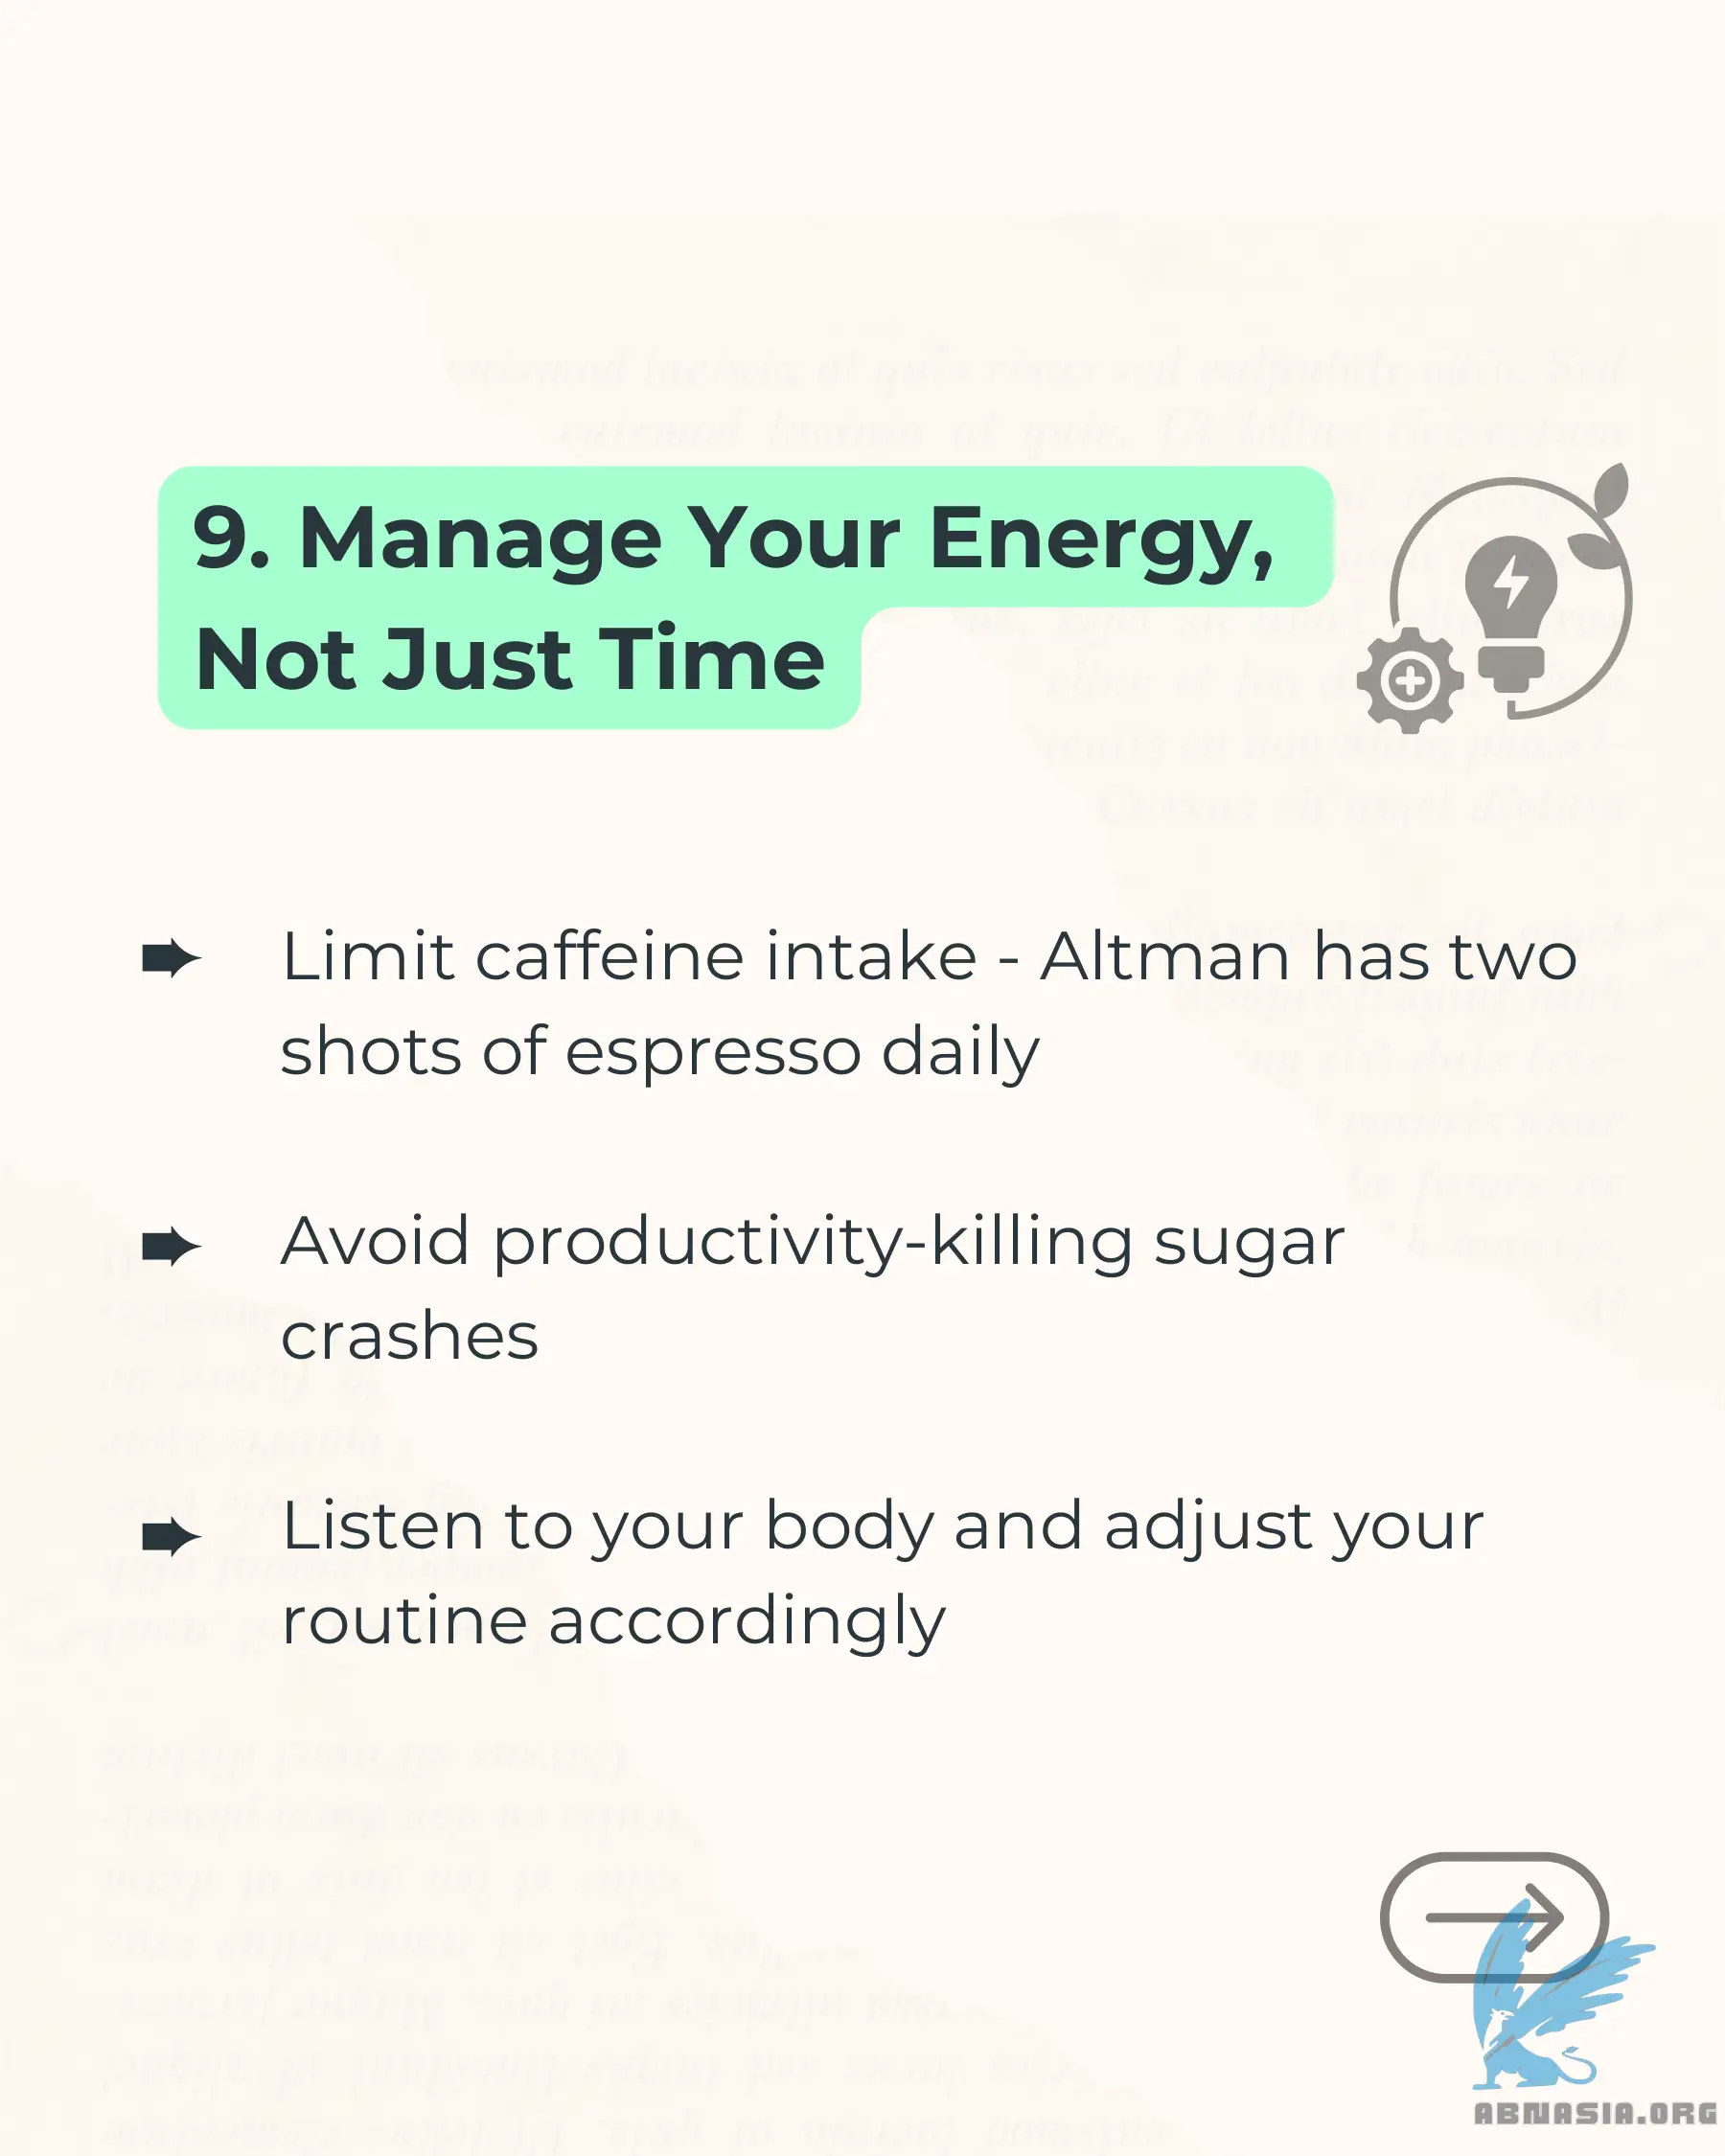 9. Manage Your Energy,
Not Just Time
Limit caffeine intake - Altman has two
shots of espresso daily
Avoid productivity-killing sugar
crashes
Listen to your body and adjust your
routine accordingly
ABNASIA.ORG